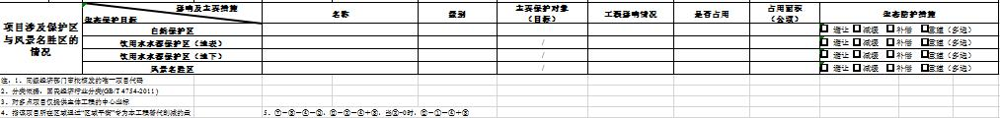 项目涉及保护区与风景名胜区的情况
影响及主要措施
生态保护目标
名称 级别 主要保护对象（目标） 工程影响情况 是否占用 占用面积（公顷） 生态防护措施
自然保护区 □ 避让 □ 减缓 □ 补偿 □ 重建（多选）
饮用水水源保护区（地表） / □ 避让 □ 减缓 □ 补偿 □ 重建（多选）
饮用水水源保护区（地下） / □ 避让 □ 减缓 □ 补偿 □ 重建（多选）
风景名胜区 / □ 避让 □ 减缓 □ 补偿 □ 重建（多选）
注：1、同级经济部门审批核发的唯一项目代码
2、分类依据：国民经济行业分类(GB/T 4754-2011)
3、对多点项目仅提供主体工程的中心坐标
4、指该项目所在区域通过“区域平衡”专为本工程替代削减的量
5、⑦=③-④-⑤，⑥=②-④+③，当②=0时，⑥=①-④+③